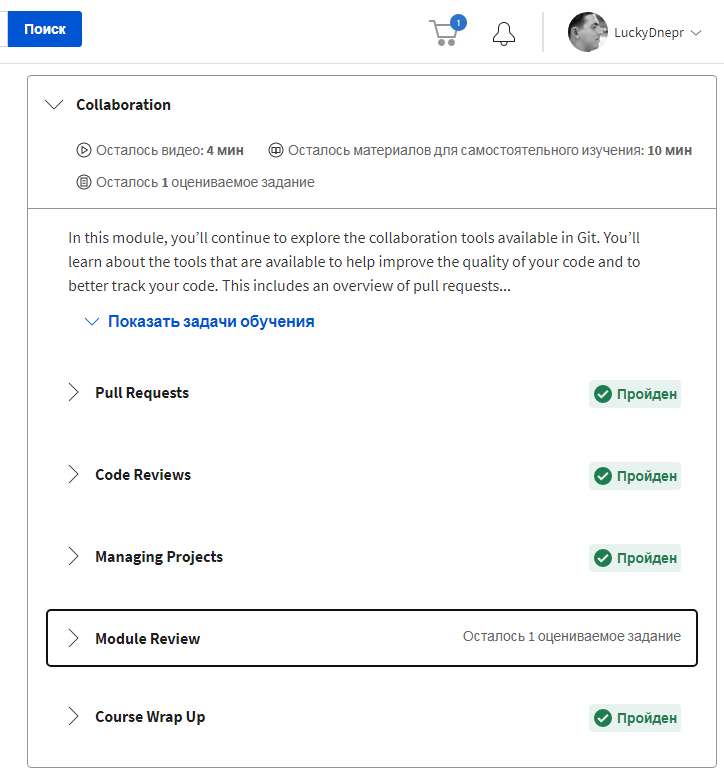 Поиск
1
LuckyDnepr
Collaboration
Осталось видео: 4 мин Осталось материалов для самостоятельного изучения: 10 мин
Осталось 1 оцениваемое задание
In this module, you’ll continue to explore the collaboration tools available in Git. You’ll
learn about the tools that are available to help improve the quality of your code and to
better track your code. This includes an overview of pull requests...
Показать задачи обучения
Pull Requests Пройден
Code Reviews Пройден
Managing Projects Пройден
Module Review Осталось 1 оцениваемое задание
Course Wrap Up Пройден